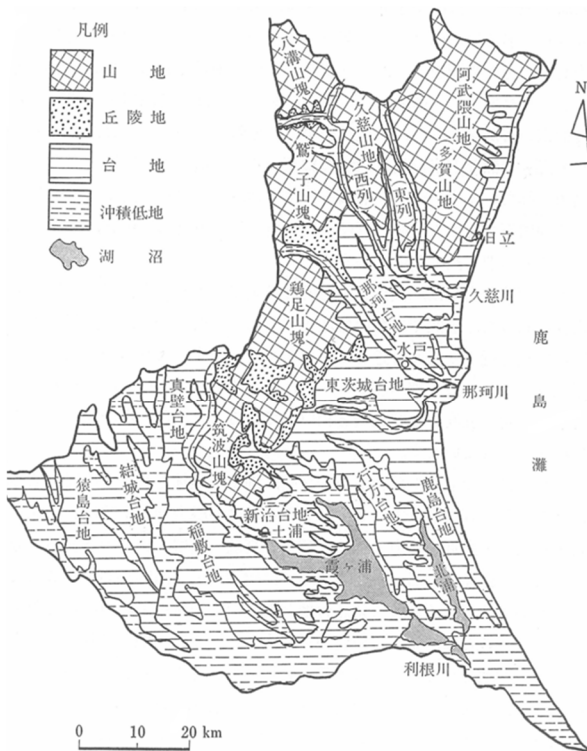 凡例
山地
丘陵地
台地
沖積低地
湖沼
N
八溝山塊
久慈山地
(西列)
(東列)
阿武隈山地
(多賀山地)
鷲ノ子山塊
日立
那珂台地
久慈川
鶏足山塊
水戸
鹿島灘
東茨城台地
那珂川
真壁台地
筑波山塊
結城台地
猿島台地
新治台地
土浦
行方台地
鹿島台地
稲敷台地
霞ヶ浦
北浦
利根川
0 10 20 km